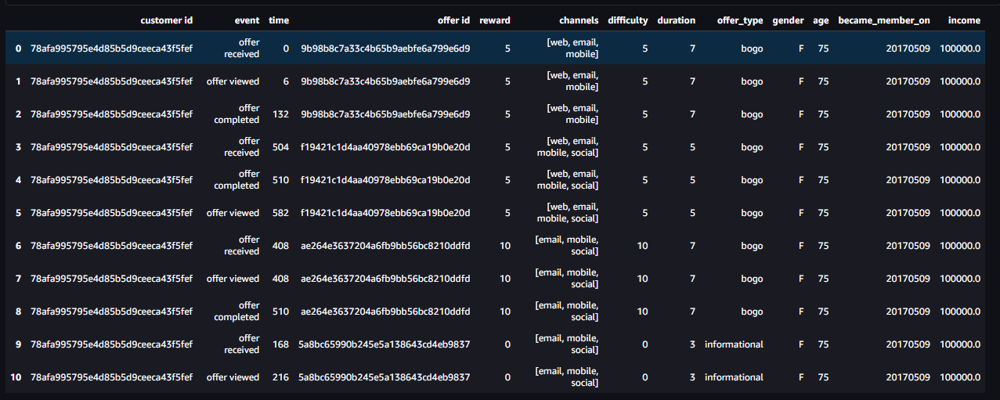 customer id event time offer id reward channels difficulty duration offer_type gender age became_member_on income
0 78afa995795e4d85b5d9ceeca43f5fef offer received 0 9b98b8c7a33c4b65b9aebfe6a799e6d9 5 [web, email, mobile] 5 7 bogo F 75 20170509 100000.0
1 78afa995795e4d85b5d9ceeca43f5fef offer viewed 6 9b98b8c7a33c4b65b9aebfe6a799e6d9 5 [web, email, mobile] 5 7 bogo F 75 20170509 100000.0
2 78afa995795e4d85b5d9ceeca43f5fef offer completed 132 9b98b8c7a33c4b65b9aebfe6a799e6d9 5 [web, email, mobile] 5 7 bogo F 75 20170509 100000.0
3 78afa995795e4d85b5d9ceeca43f5fef offer received 504 f19421c1d4aa40978ebb69ca19b0e20d 5 [web, email, mobile, social] 5 5 bogo F 75 20170509 100000.0
4 78afa995795e4d85b5d9ceeca43f5fef offer completed 510 f19421c1d4aa40978ebb69ca19b0e20d 5 [web, email, mobile, social] 5 5 bogo F 75 20170509 100000.0
5 78afa995795e4d85b5d9ceeca43f5fef offer viewed 582 f19421c1d4aa40978ebb69ca19b0e20d 5 [web, email, mobile, social] 5 5 bogo F 75 20170509 100000.0
6 78afa995795e4d85b5d9ceeca43f5fef offer received 408 ae264e3637204a6fb9bb56bc8210ddfd 10 [email, mobile, social] 10 7 bogo F 75 20170509 100000.0
7 78afa995795e4d85b5d9ceeca43f5fef offer viewed 408 ae264e3637204a6fb9bb56bc8210ddfd 10 [email, mobile, social] 10 7 bogo F 75 20170509 100000.0
8 78afa995795e4d85b5d9ceeca43f5fef offer completed 510 ae264e3637204a6fb9bb56bc8210ddfd 10 [email, mobile, social] 10 7 bogo F 75 20170509 100000.0
9 78afa995795e4d85b5d9ceeca43f5fef offer received 168 5a8bc65990b245e5a138643cd4eb9837 0 [email, mobile, social] 0 3 informational F 75 20170509 100000.0
10 78afa995795e4d85b5d9ceeca43f5fef offer viewed 216 5a8bc65990b245e5a138643cd4eb9837 0 [email, mobile, social] 0 3 informational F 75 20170509 100000.0